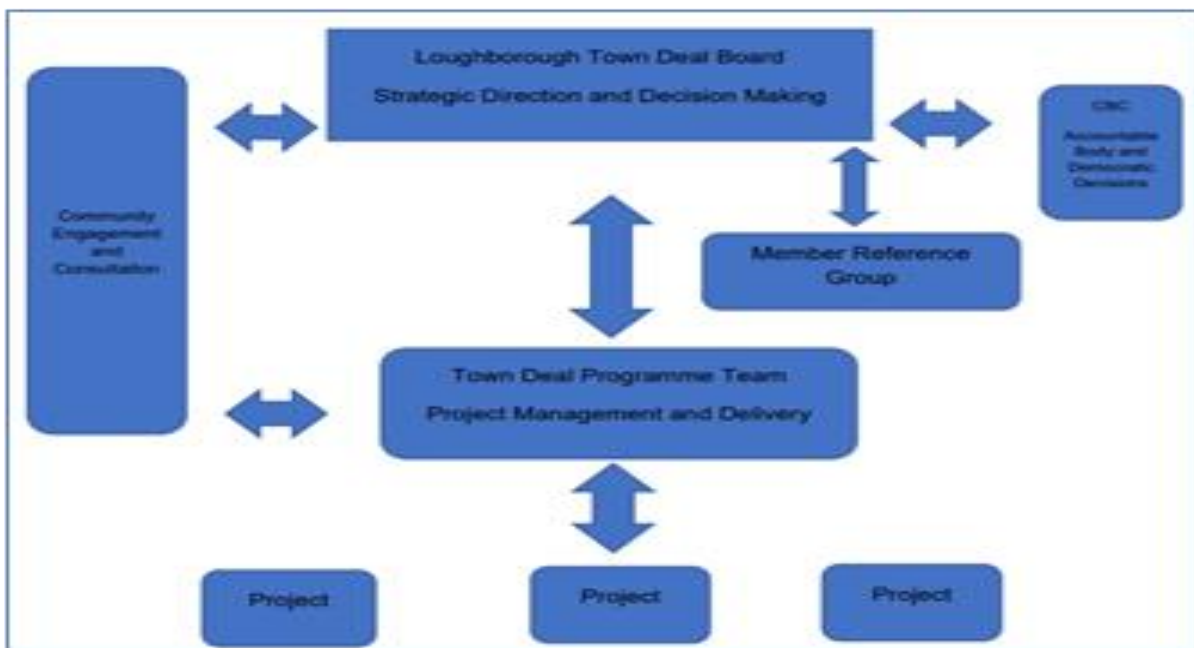 Loughborough Town Deal Board
Strategic Direction and Decision Making
Community
Engagement
and
Consultation
CBC
Accountable
Body and
Democratic
Decisions
Member Reference
Group
Town Deal Programme Team
Project Management and Delivery
Project
Project
Project